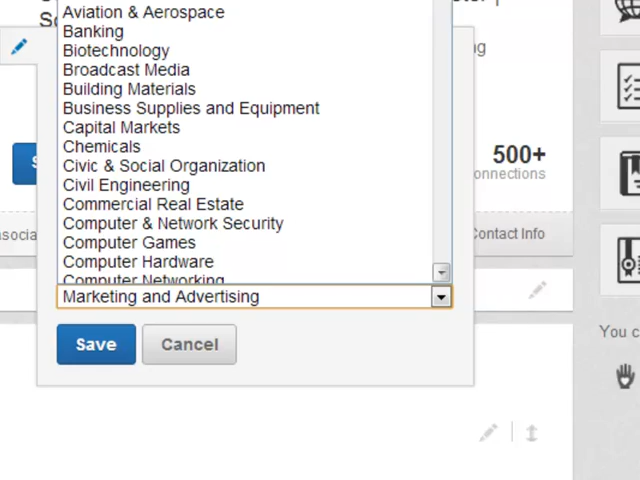 Aviation & Aerospace
Banking
Biotechnology
Broadcast Media
Building Materials
Business Supplies and Equipment
Capital Markets
Chemicals
Civic & Social Organization
Civil Engineering
Commercial Real Estate
Computer & Network Security
Computer Games
Computer Hardware
Computer Networking
Marketing and Advertising
Save
Cancel
500+
onnections
Contact Info
You c